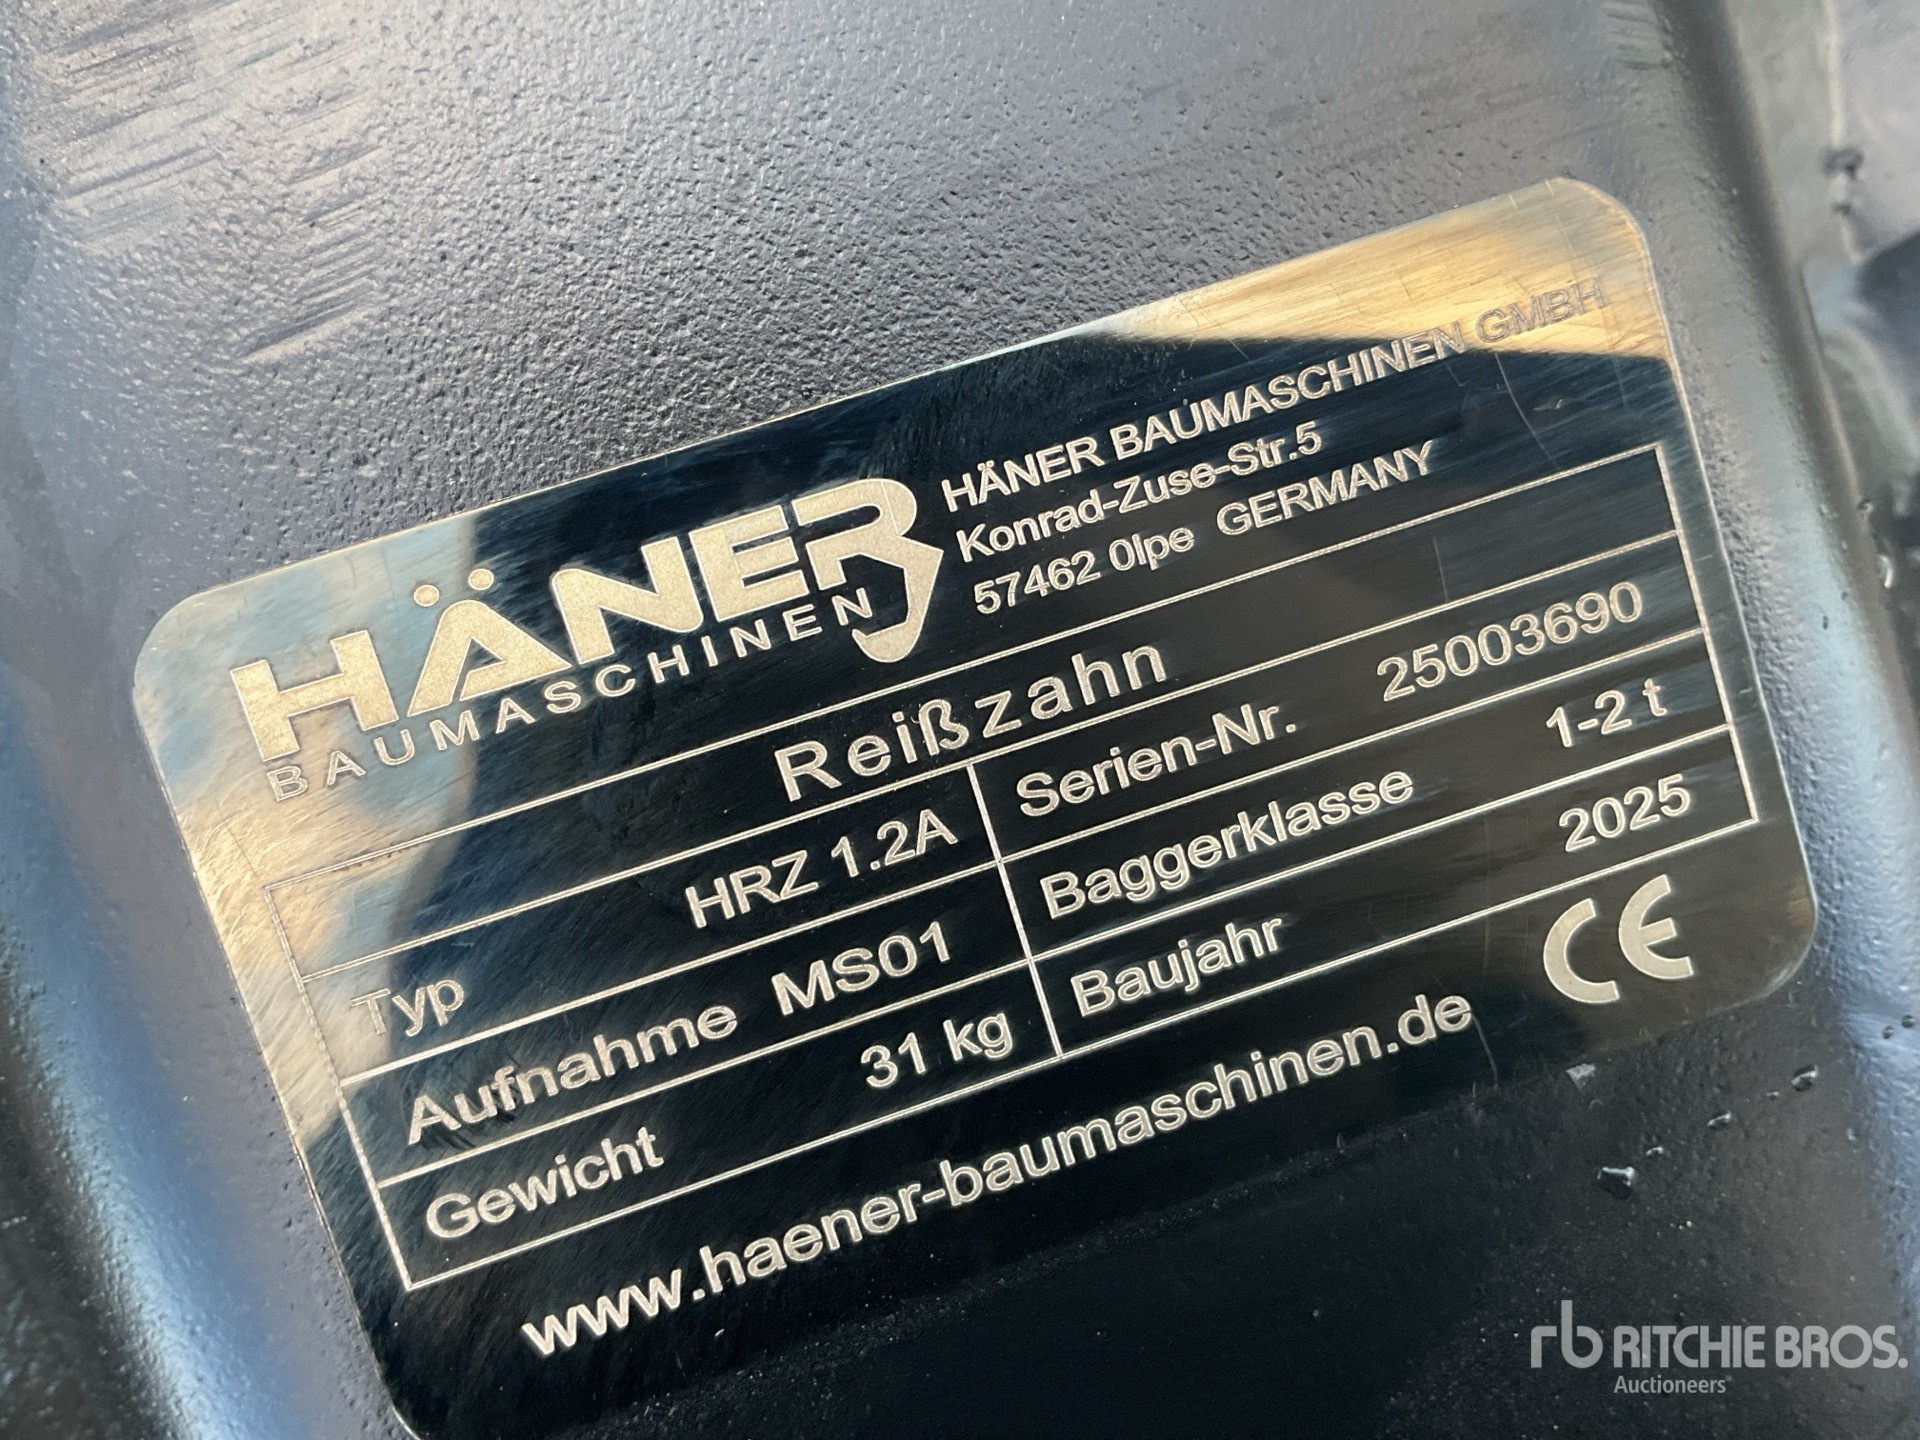 HÄNER
BAUMASCHINEN
HÄNER BAUMASCHINEN GMBH
Konrad-Zuse-Str.5
57462 Olpe GERMANY
Reißzahn
Typ HRZ 1.2A Serien-Nr. 25003690
Aufnahme MS01 Baggerklasse 1-2 t
Gewicht 31 kg Baujahr 2025
www.haener-baumaschinen.de CE
rb RITCHIE BROS.
Auctioneers